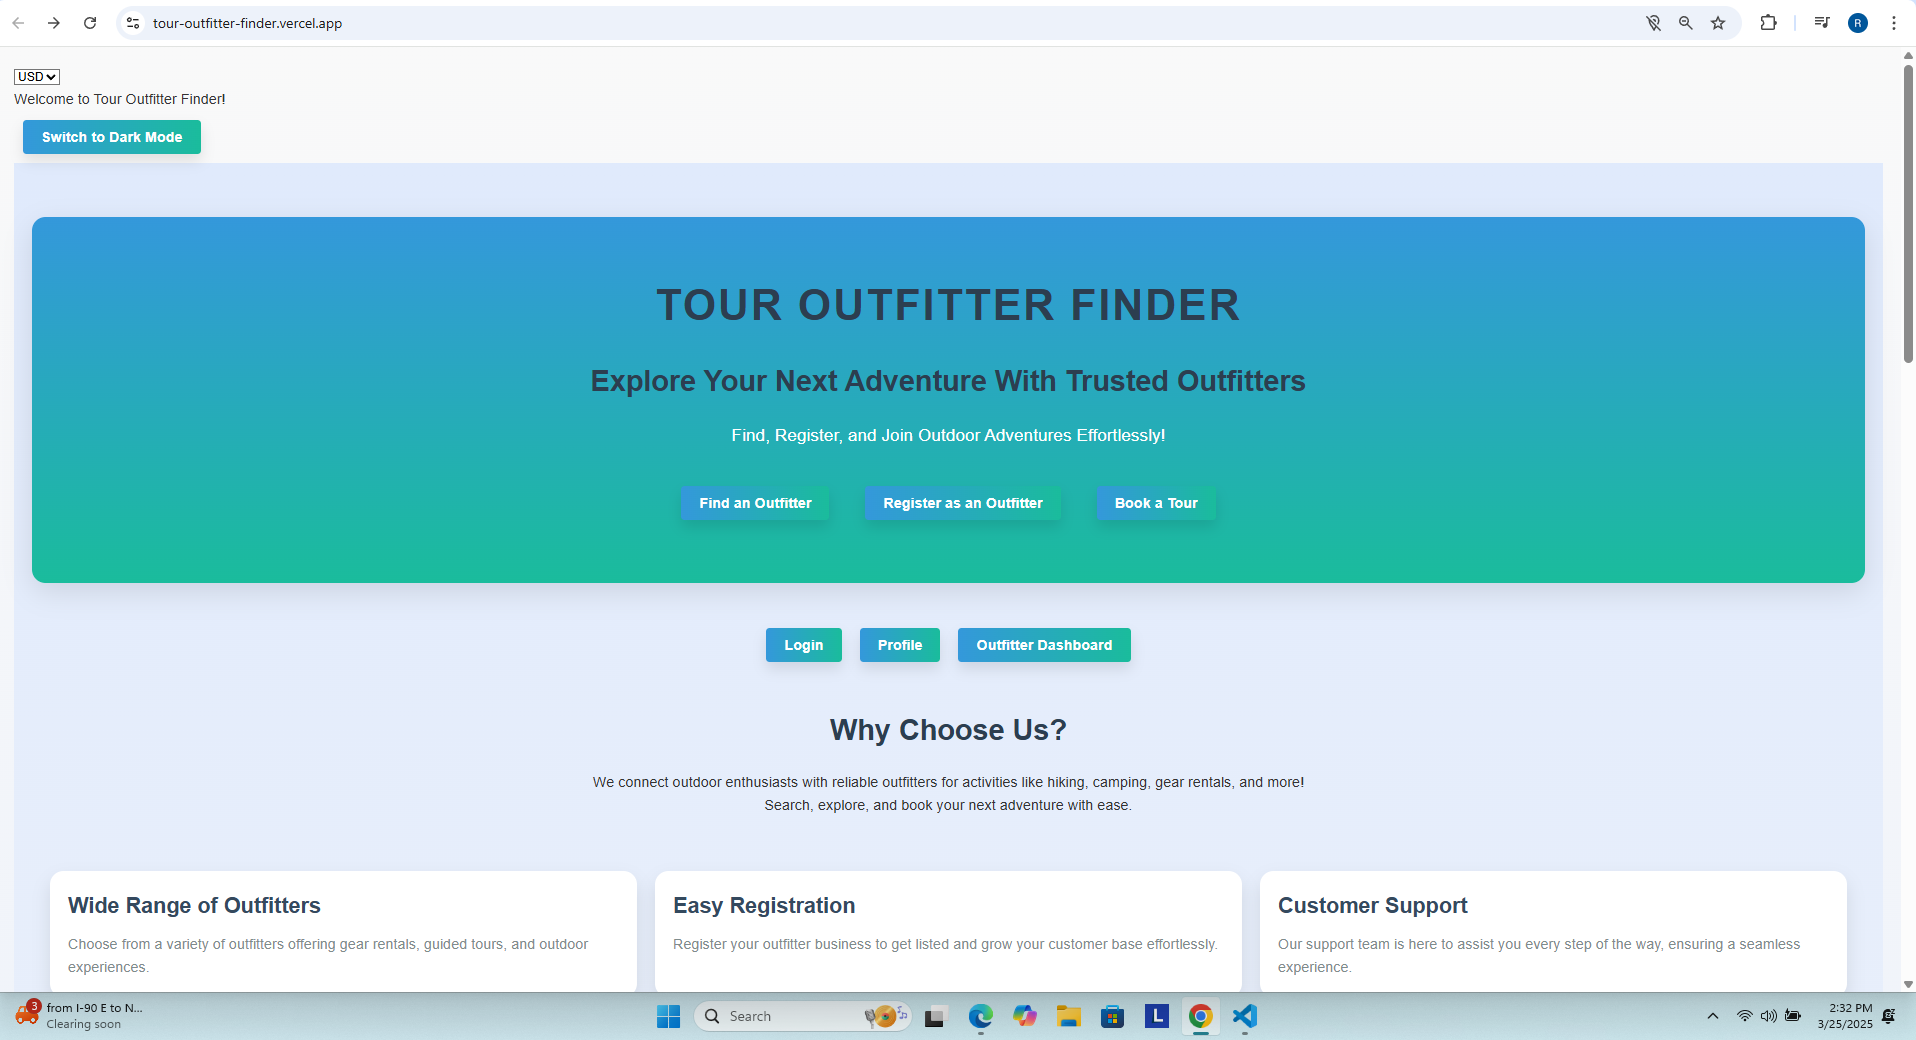 tour-outfitter-finder.vercel.app
R
USD
Welcome to Tour Outfitter Finder!
Switch to Dark Mode
TOUR OUTFITTER FINDER
Explore Your Next Adventure With Trusted Outfitters
Find, Register, and Join Outdoor Adventures Effortlessly!
Find an Outfitter Register as an Outfitter Book a Tour
Login Profile Outfitter Dashboard
Why Choose Us?
We connect outdoor enthusiasts with reliable outfitters for activities like hiking, camping, gear rentals, and more!
Search, explore, and book your next adventure with ease.
Wide Range of Outfitters
Choose from a variety of outfitters offering gear rentals, guided tours, and outdoor
experiences.
Easy Registration
Register your outfitter business to get listed and grow your customer base effortlessly.
Customer Support
Our support team is here to assist you every step of the way, ensuring a seamless
experience.
3
from I-90 E to N...
Clearing soon
Search
L
2:32 PM
3/25/2025